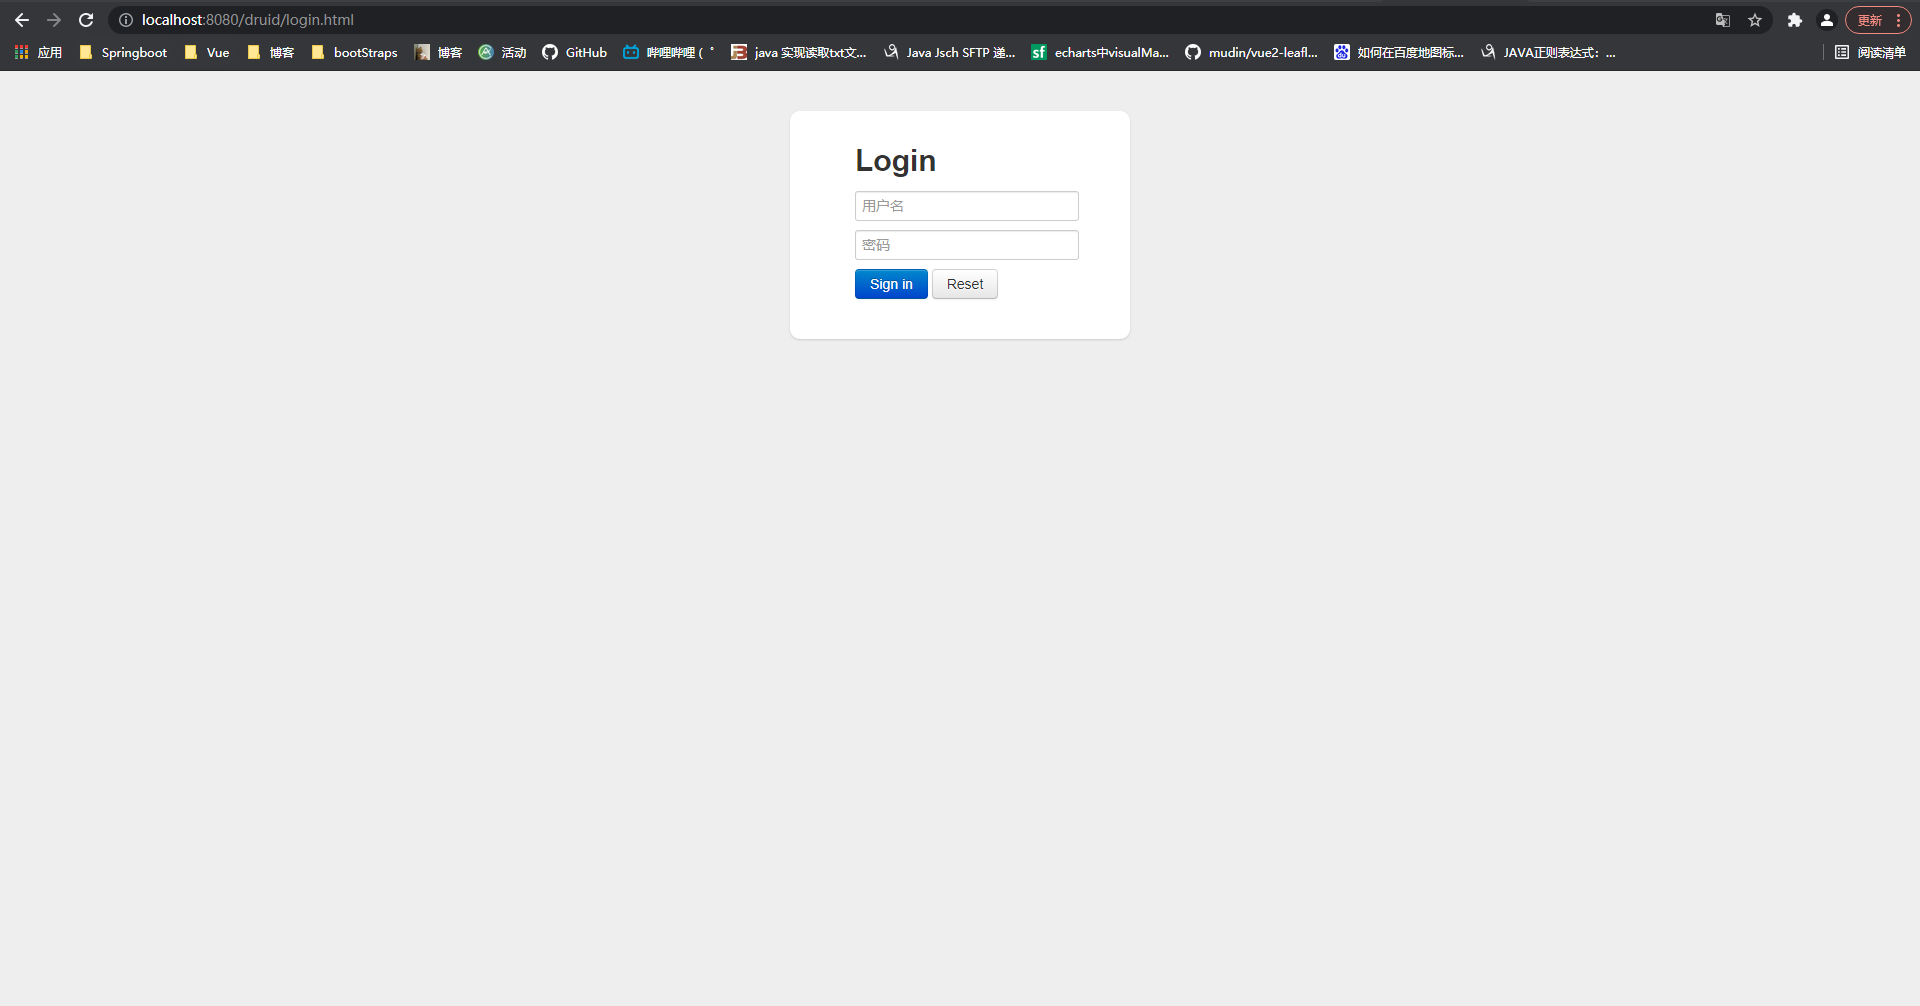 localhost:8080/druid/login.html
更新
应用 Springboot Vue 博客 bootStraps 博客 活动 GitHub 哔哩哔哩 ( ゜ java 实现读取txt文... Java Jsch SFTP 递... echarts中visualMa... mudin/vue2-leafl... 如何在百度地图标... JAVA正则表达式：... 阅读清单
Login
用户名
密码
Sign in Reset